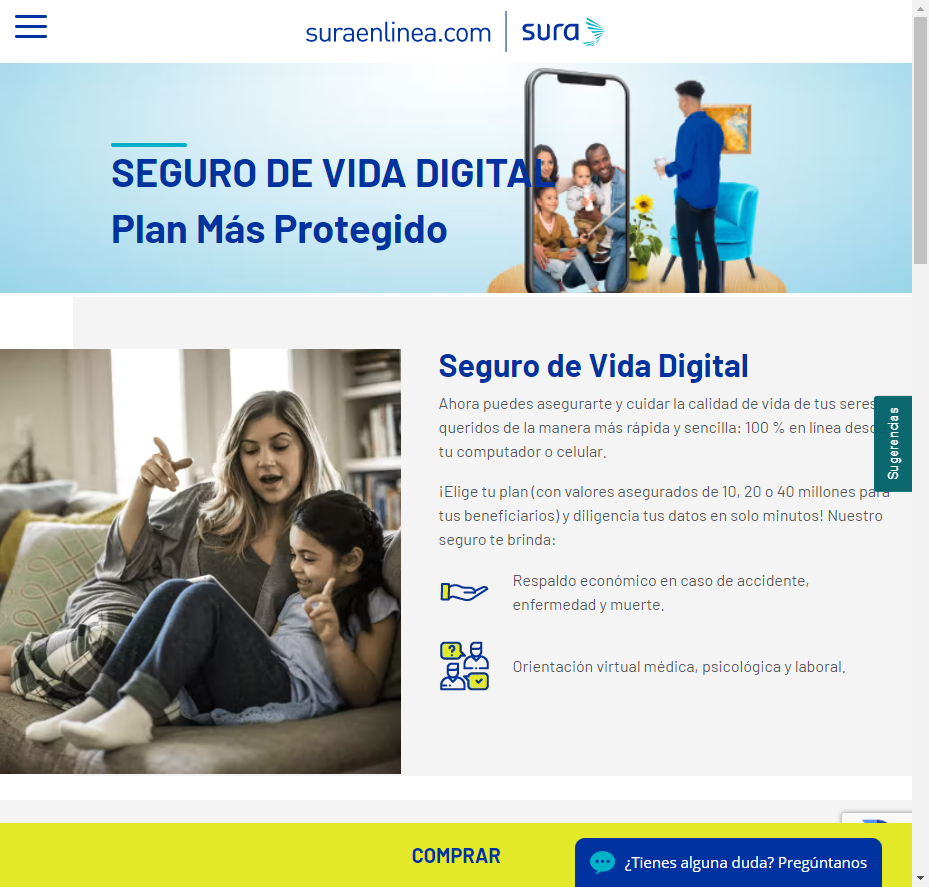 suraenlinea.com
sura
SEGURO DE VIDA DIGITAL
Plan Más Protegido
Seguro de Vida Digital
Ahora puedes asegurarte y cuidar la calidad de vida de tus seres
queridos de la manera más rápida y sencilla: 100 % en línea
tu computador o celular.
Sugerencias
¡Elige tu plan (con valores asegurados de 10, 20 o 40 millones para
tus beneficiarios) y diligencia tus datos en solo minutos! Nuestro
seguro te brinda:
Respaldo económico en caso de accidente,
enfermedad y muerte.
Orientación virtual médica, psicológica y laboral.
COMPRAR
¿Tienes alguna duda? Pregúntanos